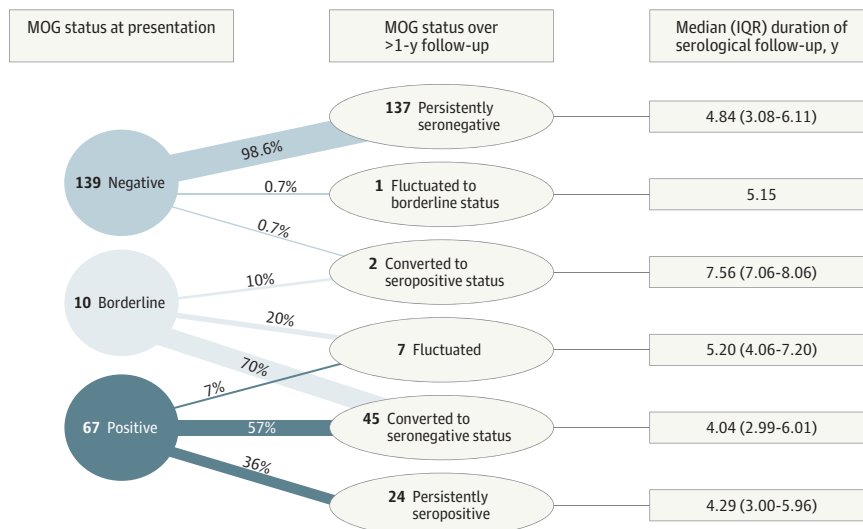 MOG status at presentation
MOG status over
>1-y follow-up
Median (IQR) duration of
serological follow-up, y
139 Negative
98.6%
0.7%
0.7%
137 Persistently
seronegative
4.84 (3.08-6.11)
1 Fluctuated to
borderline status
5.15
2 Converted to
seropositive status
7.56 (7.06-8.06)
10 Borderline
10%
20%
70%
7 Fluctuated
5.20 (4.06-7.20)
67 Positive
7%
57%
36%
45 Converted to
seronegative status
4.04 (2.99-6.01)
24 Persistently
seropositive
4.29 (3.00-5.96)